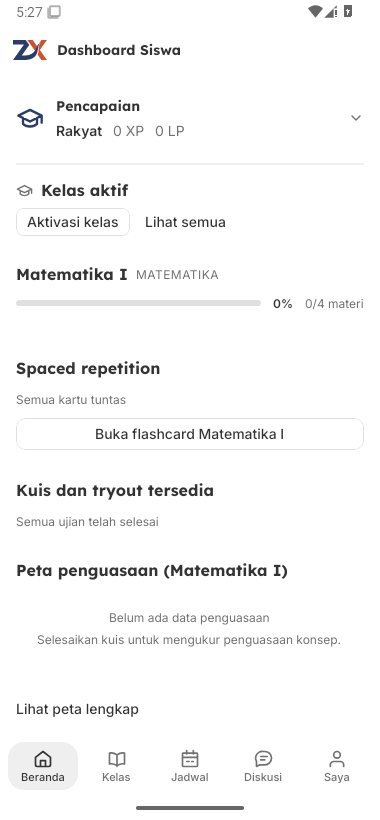 5:27
ZX Dashboard Siswa
Pencapaian
Rakyat 0 XP 0 LP
Kelas aktif
Aktivasi kelas Lihat semua
Matematika I MATEMATIKA
0% 0/4 materi
Spaced repetition
Semua kartu tuntas
Buka flashcard Matematika I
Kuis dan tryout tersedia
Semua ujian telah selesai
Peta penguasaan (Matematika I)
Belum ada data penguasaan
Selesaikan kuis untuk mengukur penguasaan konsep.
Lihat peta lengkap
Beranda Kelas Jadwal Diskusi Saya